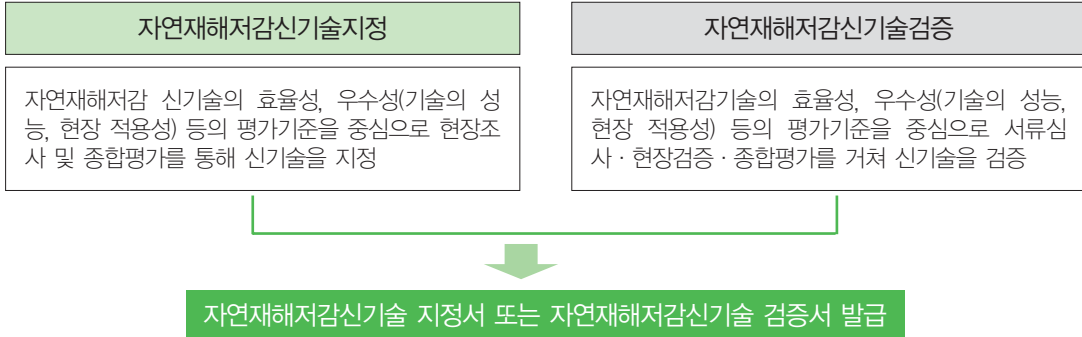 자연재해저감신기술지정
자연재해저감 신기술의 효율성, 우수성(기술의 성
능, 현장 적용성) 등의 평가기준을 중심으로 현장조
사 및 종합평가를 통해 신기술을 지정
자연재해저감신기술검증
자연재해저감기술의 효율성, 우수성(기술의 성능,
현장 적용성) 등의 평가기준을 중심으로 서류심
사 · 현장검증 · 종합평가를 거쳐 신기술을 검증
자연재해저감신기술 지정서 또는 자연재해저감신기술 검증서 발급